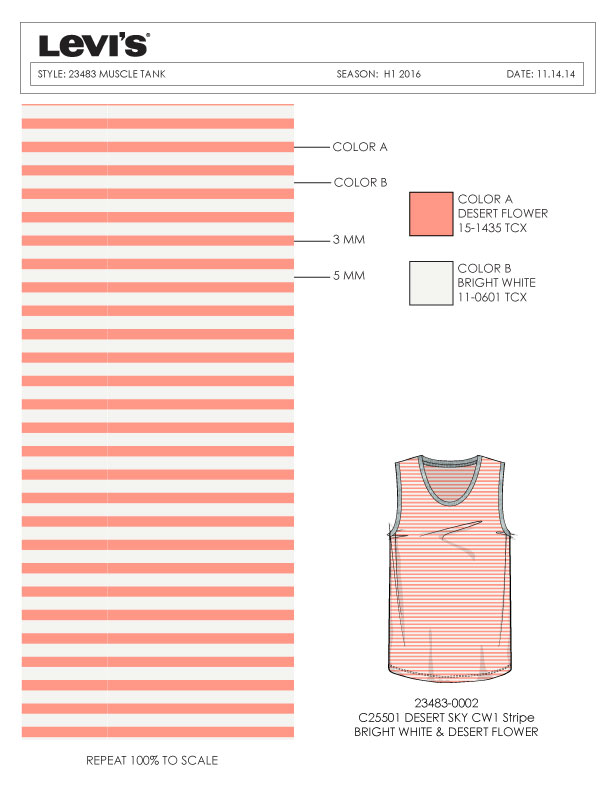 Levi's®
STYLE: 23483 MUSCLE TANK SEASON: H1 2016 DATE: 11.14.14
COLOR A
COLOR B
3 MM
5 MM
COLOR A
DESERT FLOWER
15-1435 TCX
COLOR B
BRIGHT WHITE
11-0601 TCX
23483-0002
C25501 DESERT SKY CW1 Stripe
BRIGHT WHITE & DESERT FLOWER
REPEAT 100% TO SCALE